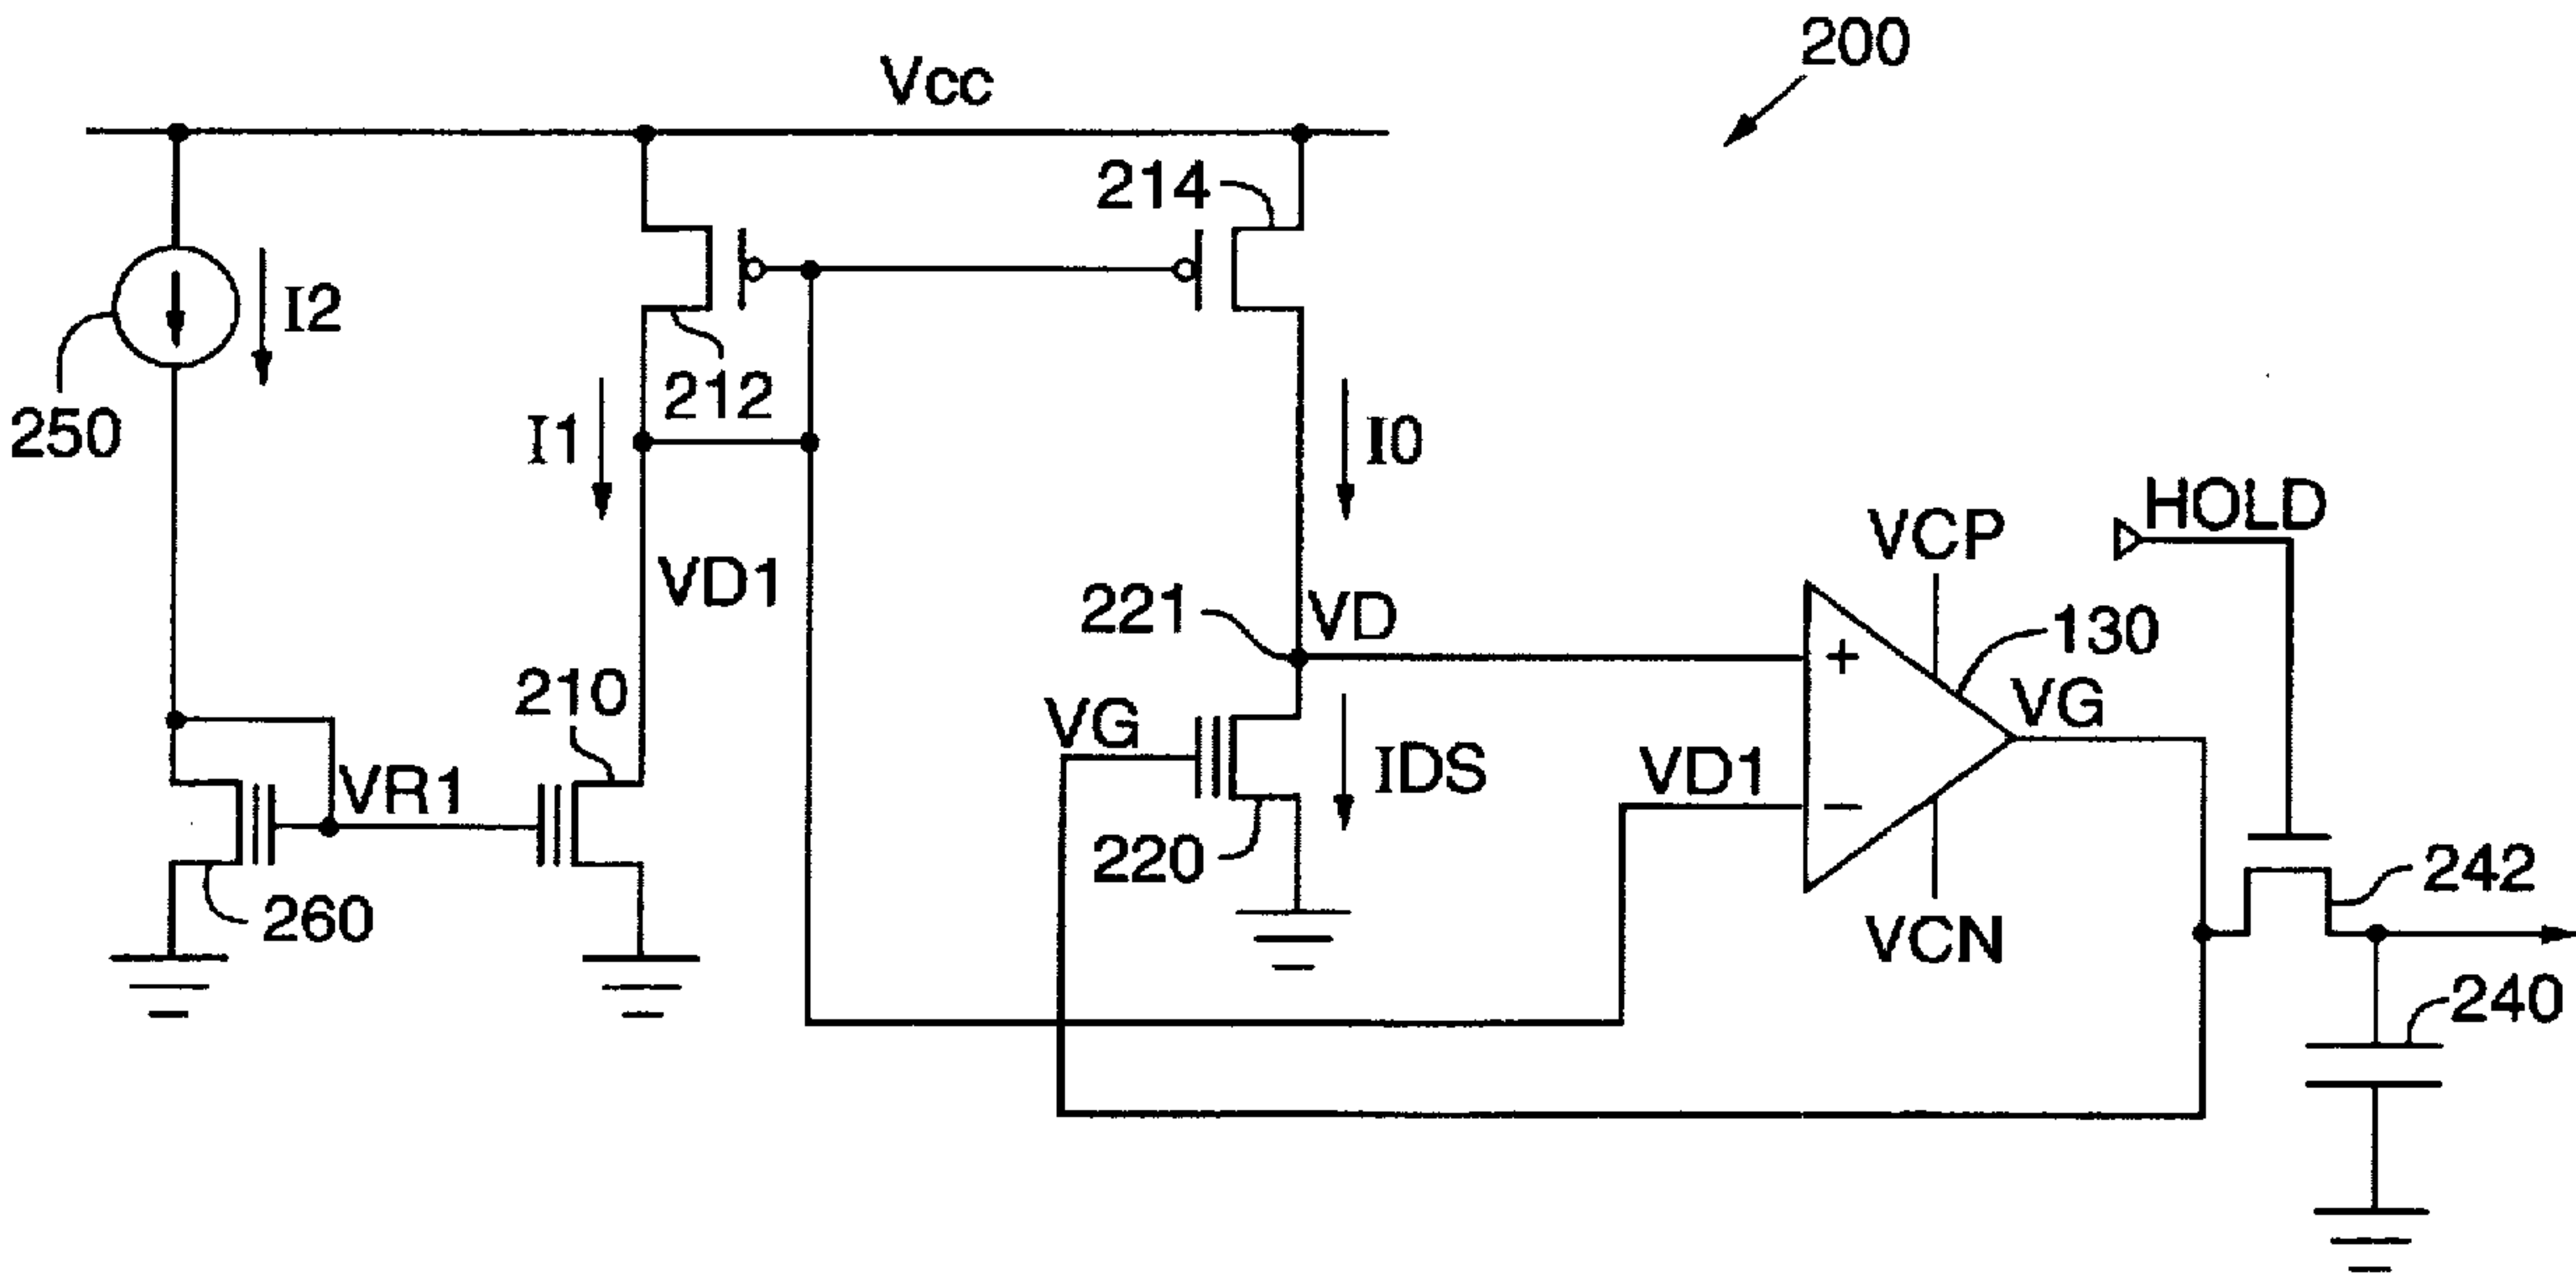 200
Vcc
214
I2
212
250
I1
I0
HOLD
VCP
VD1
221
VD
130
210
VG
VG
VR1
IDS
VD1
+
−
220
242
260
VCN
240